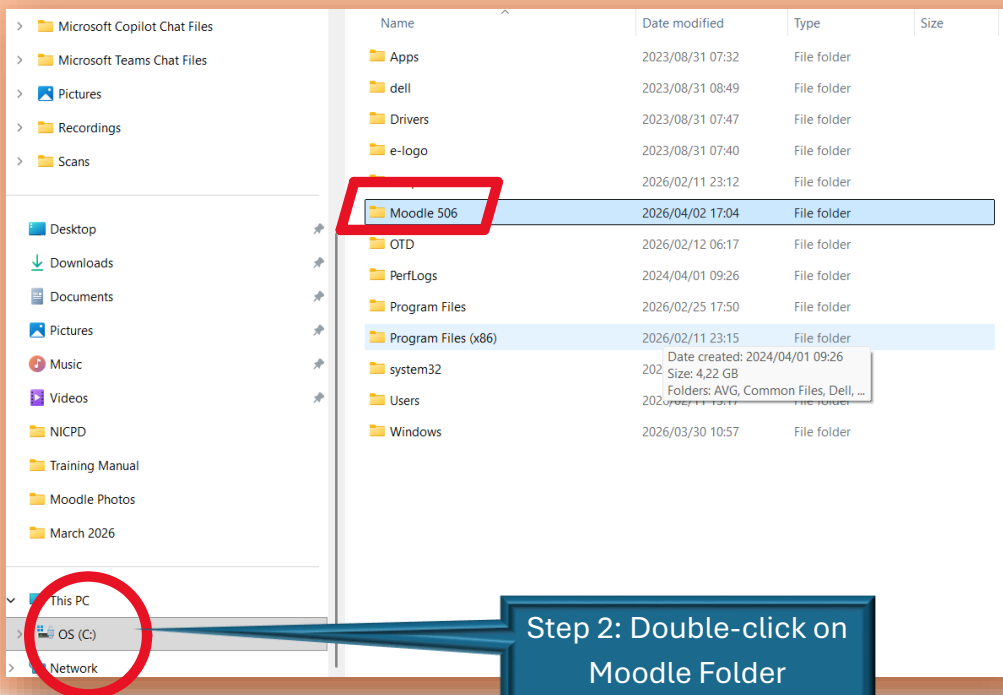 Microsoft Copilot Chat Files
Microsoft Teams Chat Files
Pictures
Recordings
Scans
Desktop
Downloads
Documents
Pictures
Music
Videos
NICPD
Training Manual
Moodle Photos
March 2026
This PC
OS (C:)
Network
Name Date modified Type Size
Apps 2023/08/31 07:32 File folder
dell 2023/08/31 08:49 File folder
Drivers 2023/08/31 07:47 File folder
e-logo 2023/08/31 07:40 File folder
2026/02/11 23:12 File folder
Moodle 506 2026/04/02 17:04 File folder
OTD 2026/02/12 06:17 File folder
PerfLogs 2024/04/01 09:26 File folder
Program Files 2026/02/25 17:50 File folder
Program Files (x86) 2026/02/11 23:15 File folder
system32
Users
Windows 2026/03/30 10:57 File folder
Date created: 2024/04/01 09:26
Size: 4,22 GB
Folders: AVG, Common Files, Dell, ...
Step 2: Double-click on
Moodle Folder